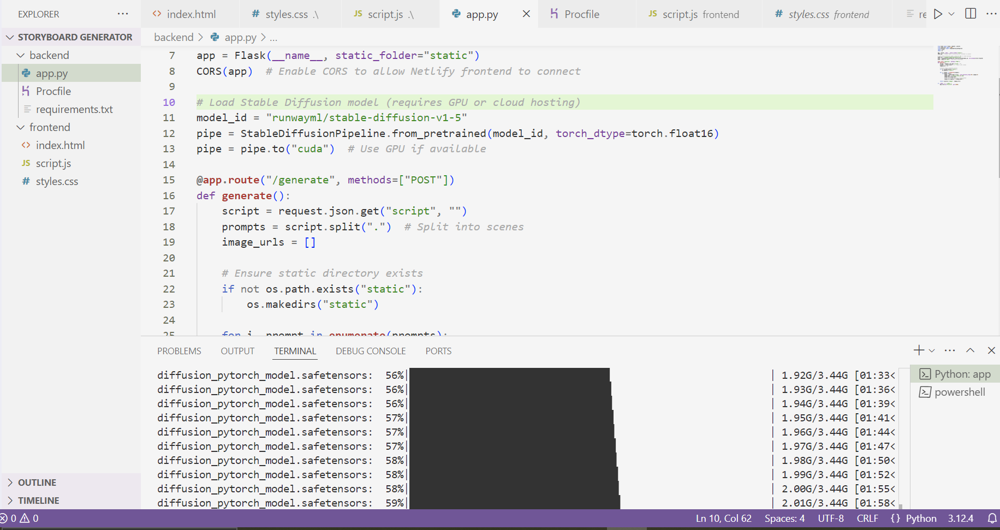 EXPLORER
···
STORYBOARD GENERATOR
backend
app.py
Procfile
requirements.txt
frontend
index.html
JS script.js
# styles.css
OUTLINE
TIMELINE
<> index.html
# styles.css .\
JS script.js .\
app.py
Procfile
JS script.js frontend
# styles.css frontend
re
backend > app.py > ...
7 app = Flask(__name__, static_folder="static")
8 CORS(app)  # Enable CORS to allow Netlify frontend to connect
9
10 # Load Stable Diffusion model (requires GPU or cloud hosting)
11 model_id = "runwayml/stable-diffusion-v1-5"
12 pipe = StableDiffusionPipeline.from_pretrained(model_id, torch_dtype=torch.float16)
13 pipe = pipe.to("cuda")  # Use GPU if available
14
15 @app.route("/generate", methods=["POST"])
16 def generate():
17     script = request.json.get("script", "")
18     prompts = script.split(".")  # Split into scenes
19     image_urls = []
20
21     # Ensure static directory exists
22     if not os.path.exists("static"):
23         os.makedirs("static")
24
25     for i, prompt in enumerate(prompts):
PROBLEMS OUTPUT TERMINAL DEBUG CONSOLE PORTS
diffusion_pytorch_model.safetensors:  56%| | 1.92G/3.44G [01:33<
diffusion_pytorch_model.safetensors:  56%| | 1.93G/3.44G [01:36<
diffusion_pytorch_model.safetensors:  56%| | 1.94G/3.44G [01:39<
diffusion_pytorch_model.safetensors:  57%| | 1.95G/3.44G [01:41<
diffusion_pytorch_model.safetensors:  57%| | 1.96G/3.44G [01:44<
diffusion_pytorch_model.safetensors:  57%| | 1.97G/3.44G [01:47<
diffusion_pytorch_model.safetensors:  58%| | 1.98G/3.44G [01:50<
diffusion_pytorch_model.safetensors:  58%| | 1.99G/3.44G [01:52<
diffusion_pytorch_model.safetensors:  58%| | 2.00G/3.44G [01:55<
diffusion_pytorch_model.safetensors:  59%| | 2.01G/3.44G [01:58<
Python: app
powershell
0 0
Ln 10, Col 62 Spaces: 4 UTF-8 CRLF {} Python 3.12.4